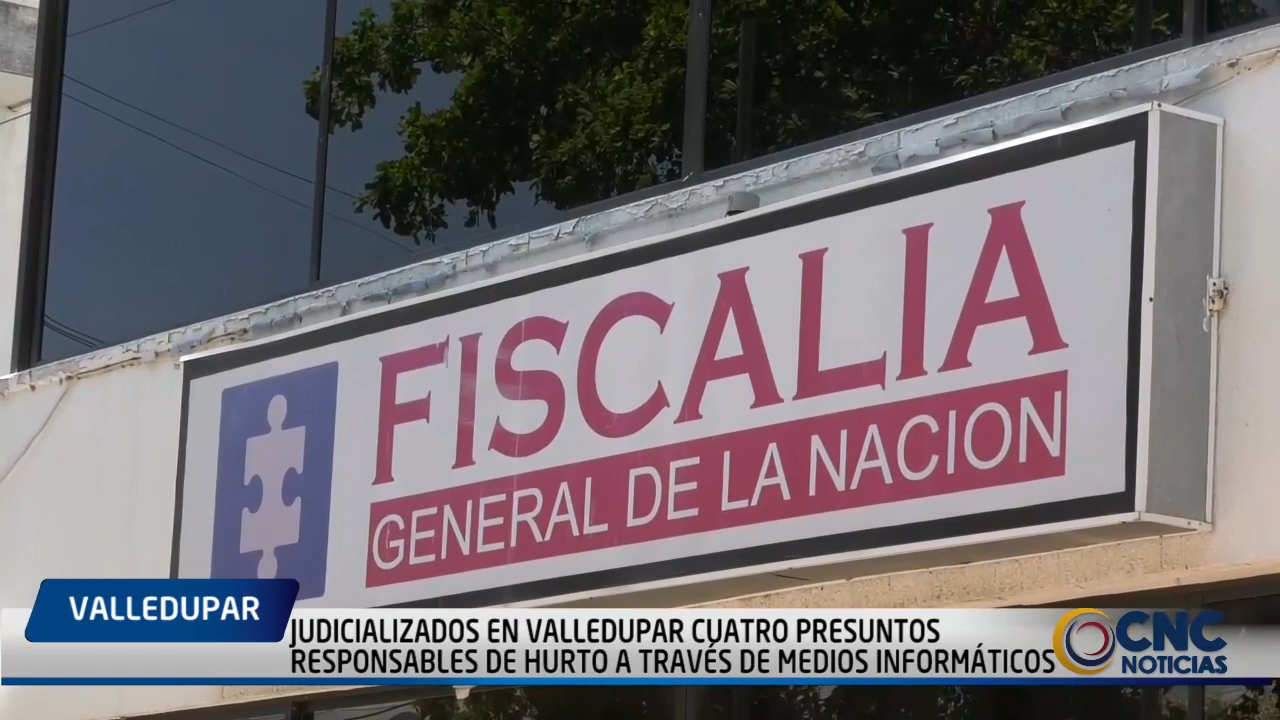 FISCALIA
GENERAL DE LA NACION
VALLEDUPAR
JUDICIALIZADOS EN VALLEDUPAR CUATRO PRESUNTOS
RESPONSABLES DE HURTO A TRAVÉS DE MEDIOS INFORMÁTICOS
CNC
NOTICIAS